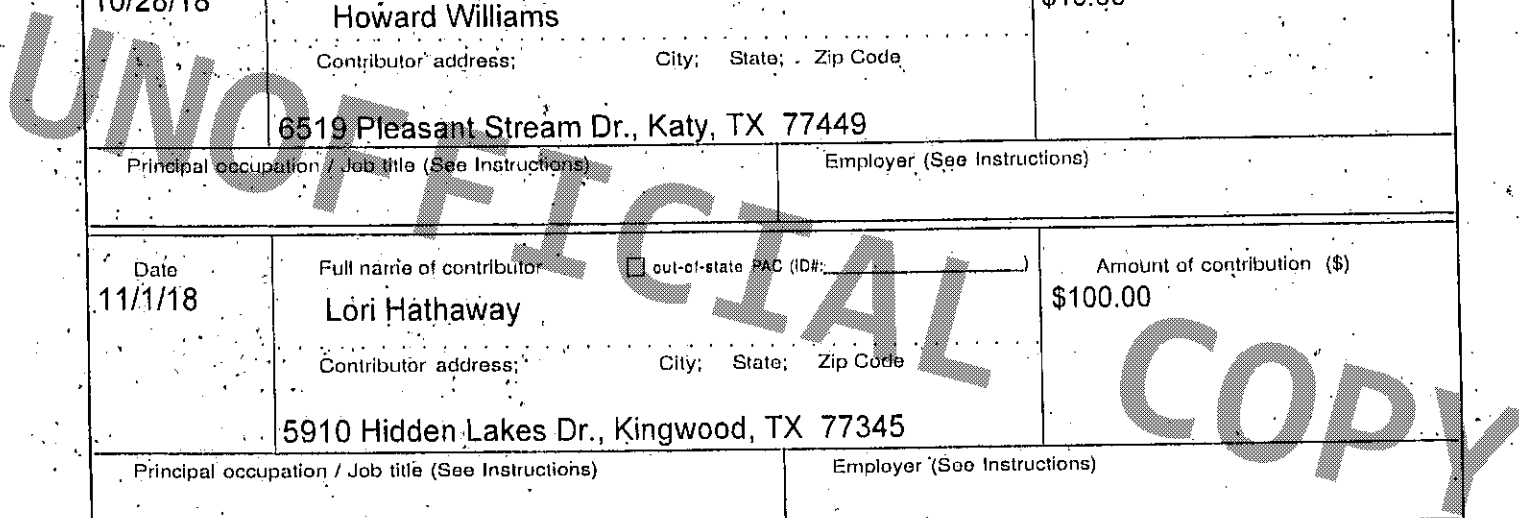 10/28/18
Howard Williams
Contributor address; City; State; Zip Code
6519 Pleasant Stream Dr., Katy, TX 77449
Principal occupation / Job title (See Instructions) Employer (See Instructions)
Date Full name of contributor out-of-state PAC (ID#: ) Amount of contribution ($)
11/1/18 Lori Hathaway $100.00
Contributor address; City; State; Zip Code
5910 Hidden Lakes Dr., Kingwood, TX 77345
Principal occupation / Job title (See Instructions) Employer (See Instructions)
UNOFFICIAL COPY